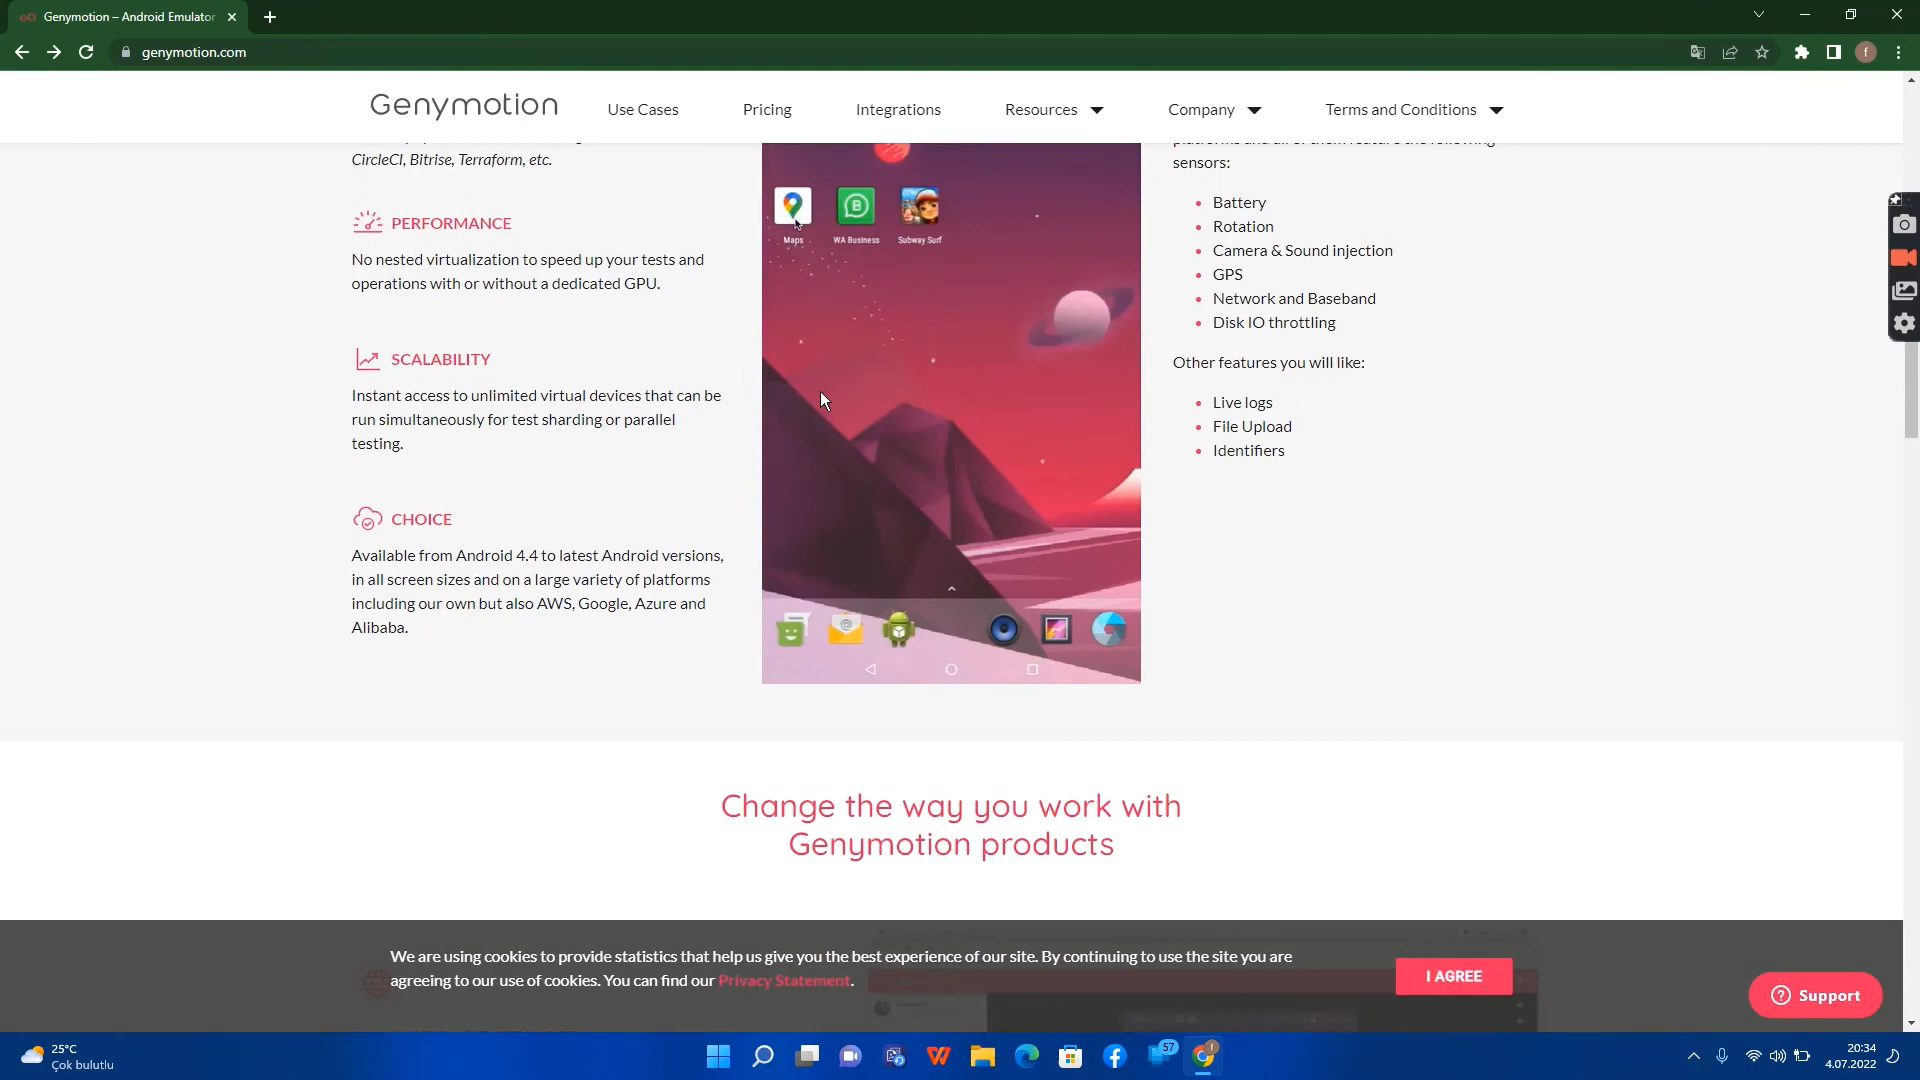 Genymotion – Android Emulator
genymotion.com
f
Genymotion
Use Cases
Pricing
Integrations
Resources
Company
Terms and Conditions
CircleCI, Bitrise, Terraform, etc.
PERFORMANCE
No nested virtualization to speed up your tests and
operations with or without a dedicated GPU.
SCALABILITY
Instant access to unlimited virtual devices that can be
run simultaneously for test sharding or parallel
testing.
CHOICE
Available from Android 4.4 to latest Android versions,
in all screen sizes and on a large variety of platforms
including our own but also AWS, Google, Azure and
Alibaba.
Maps
WA Business
Subway Surf
platforms and all of them feature the following
sensors:
Battery
Rotation
Camera & Sound injection
GPS
Network and Baseband
Disk IO throttling
Other features you will like:
Live logs
File Upload
Identifiers
Change the way you work with
Genymotion products
We are using cookies to provide statistics that help us give you the best experience of our site. By continuing to use the site you are
agreeing to our use of cookies. You can find our Privacy Statement.
I AGREE
Support
25°C
Çok bulutlu
57
20:34
4.07.2022